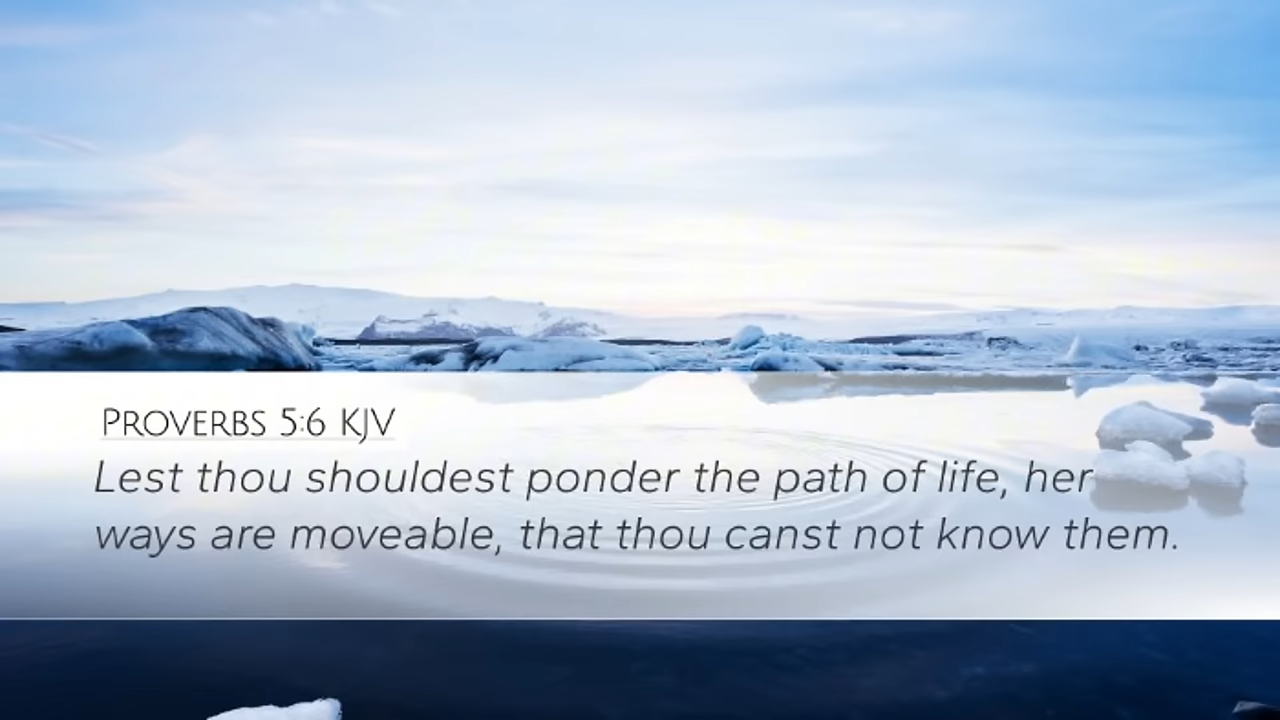 Proverbs 5:6 KJV
Lest thou shouldest ponder the path of life, her
ways are moveable, that thou canst not know them.